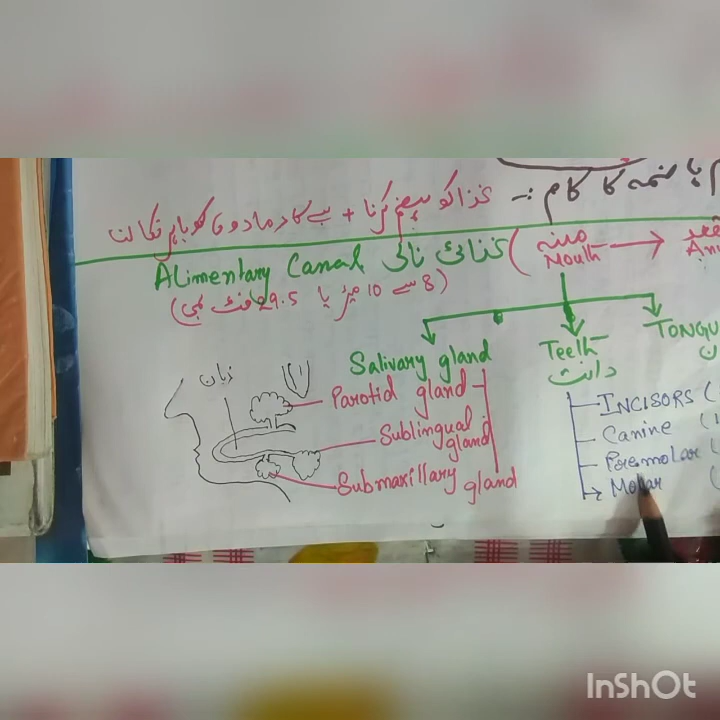 کا کام :- غذا کو ہضم کرنا + بے کار مادوں کو باہر نکالنا
Alimentary Canal غذائی نالی ( منہ
Mouth →
(8 سے 10 میٹر یا 29.5 فٹ لمبی)
Salivary gland
Teeth
دانت
TONGU
زبان
Parotid gland
Sublingual gland
Submaxillary gland
INCISORS (
Canine (
Premolar (
Molar (
InShOt